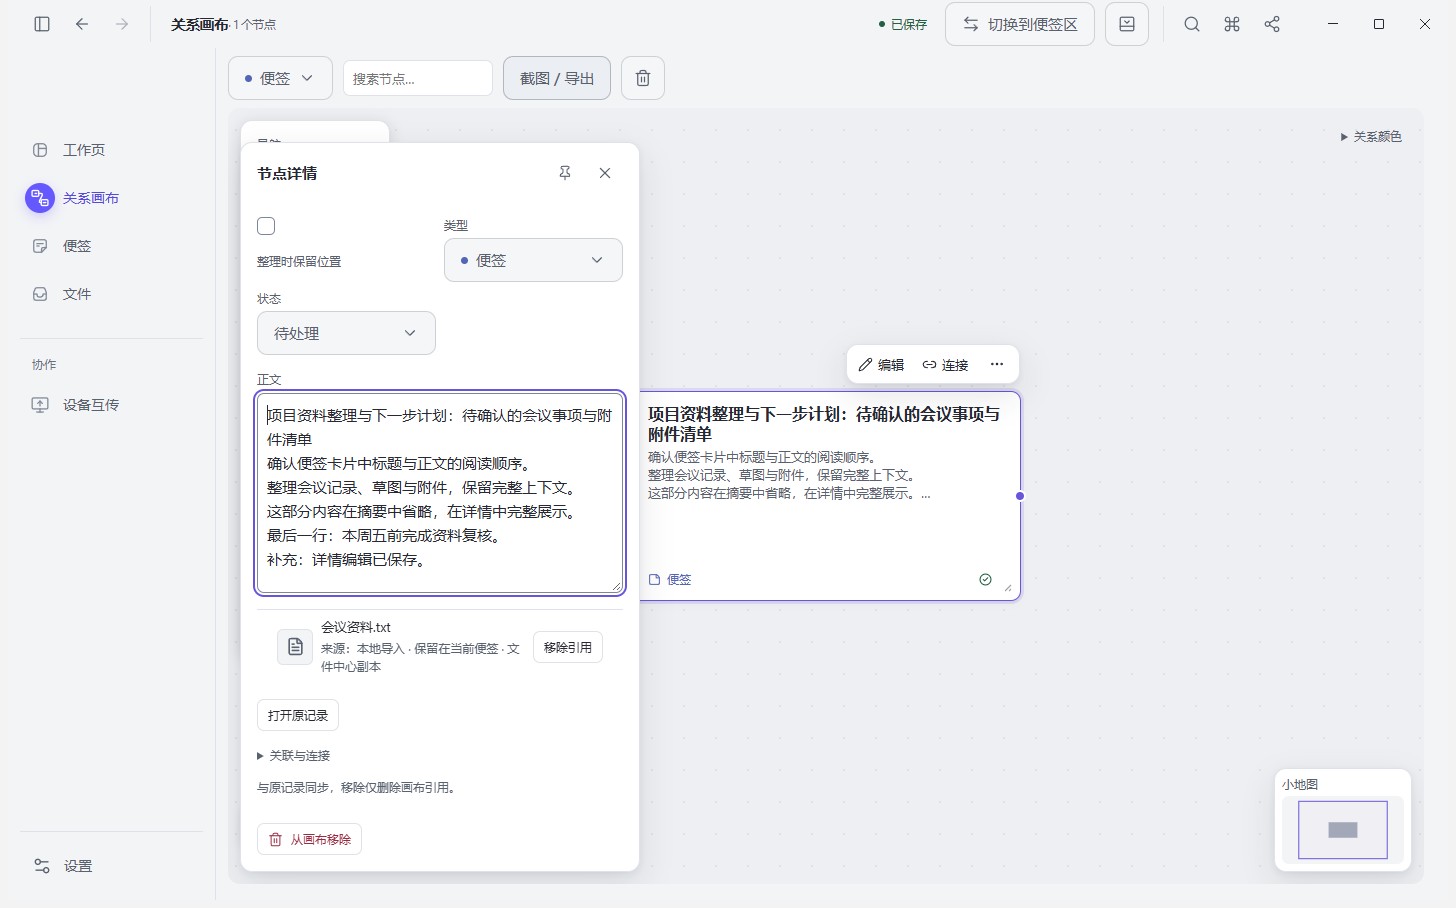 关系画布·1 个节点
已保存
切换到便签区
便签
搜索节点...
截图 / 导出
工作页
关系画布
便签
文件
协作
设备互传
设置
关系颜色
节点详情
整理时保留位置
类型
便签
状态
待处理
正文
项目资料整理与下一步计划：待确认的会议事项与附
件清单
确认便签卡片中标题与正文的阅读顺序。
整理会议记录、草图与附件，保留完整上下文。
这部分内容在摘要中省略，在详情中完整展示。
最后一行：本周五前完成资料复核。
补充：详情编辑已保存。
会议资料.txt
来源：本地导入 · 保留在当前便签 · 文
件中心副本
移除引用
打开原记录
关联与连接
与原记录同步，移除仅删除画布引用。
从画布移除
编辑
连接
项目资料整理与下一步计划：待确认的会议事项与
附件清单
确认便签卡片中标题与正文的阅读顺序。
整理会议记录、草图与附件，保留完整上下文。
这部分内容在摘要中省略，在详情中完整展示。...
便签
小地图